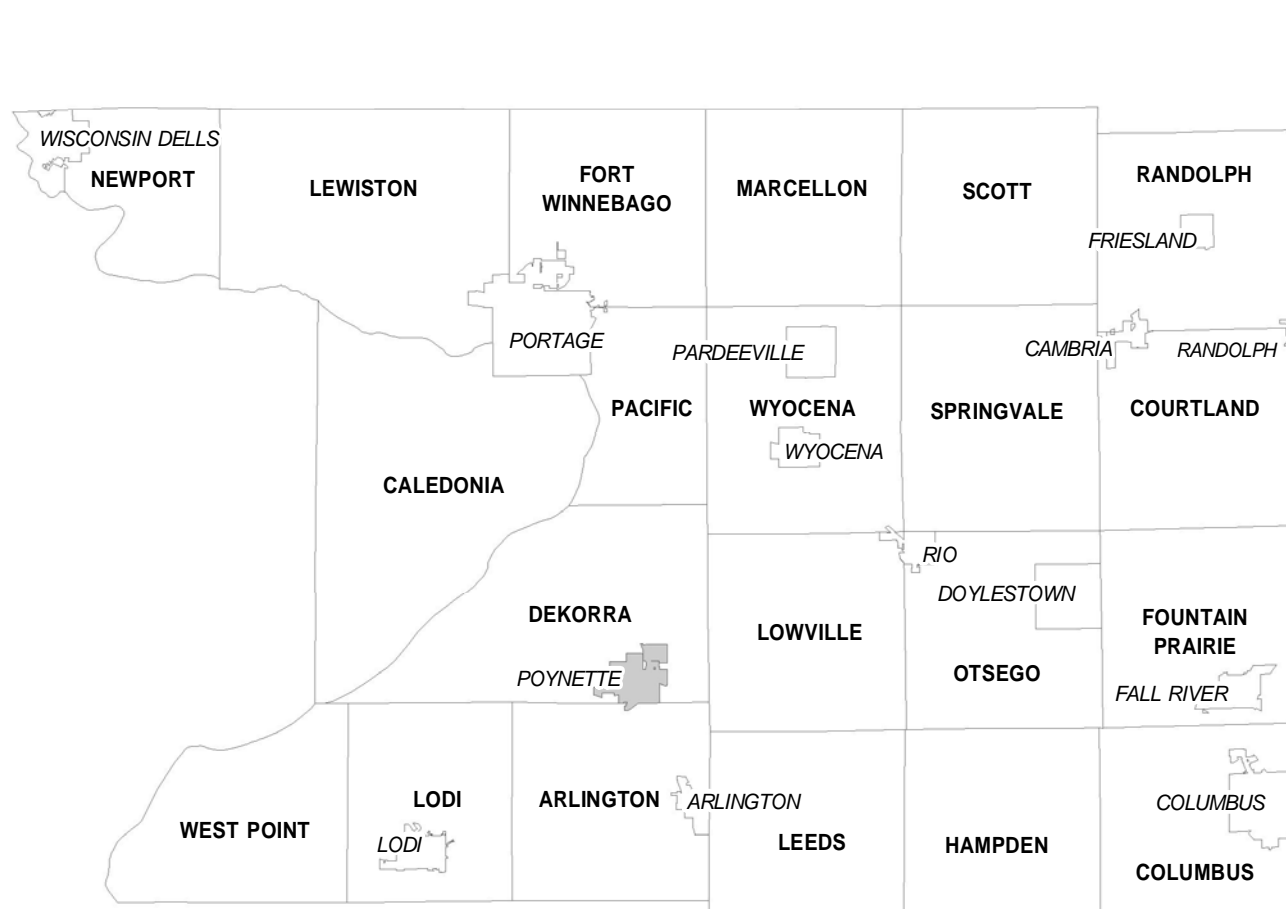 WISCONSIN DELLS
NEWPORT
LEWISTON
FORT
WINNEBAGO
MARCELLON
SCOTT
RANDOLPH
FRIESLAND
PORTAGE
PARDEEVILLE
CAMBRIA
RANDOLPH
PACIFIC
WYOCENA
SPRINGVALE
COURTLAND
WYOCENA
CALEDONIA
RIO
DOYLESTOWN
DEKORRA
LOWVILLE
FOUNTAIN
PRAIRIE
OTSEGO
POYNETTE
FALL RIVER
LODI
ARLINGTON
ARLINGTON
COLUMBUS
WEST POINT
LODI
LEEDS
HAMPDEN
COLUMBUS